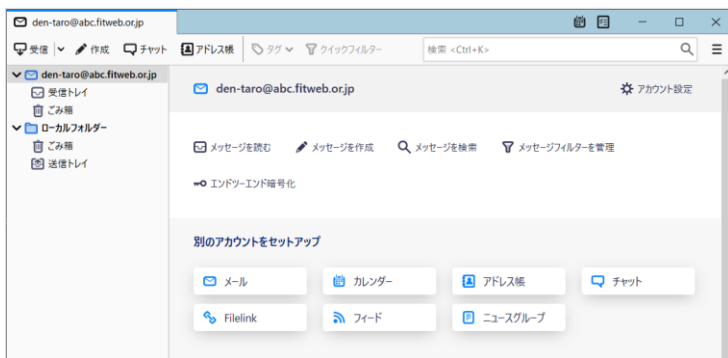 den-taro@abc.fitweb.or.jp
受信 作成 チャット アドレス帳 タグ クイックフィルター 検索 <Ctrl+K>
den-taro@abc.fitweb.or.jp
受信トレイ
ごみ箱
ローカルフォルダー
ごみ箱
送信トレイ
den-taro@abc.fitweb.or.jp アカウント設定
メッセージを読む メッセージを作成 メッセージを検索 メッセージフィルターを管理
エンドツーエンド暗号化
別のアカウントをセットアップ
メール カレンダー アドレス帳 チャット
Filelink フィード ニュースグループ